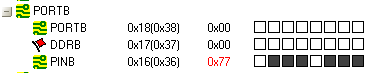 PORTB
PORTB 0x18(0x38) 0x00
DDRB 0x17(0x37) 0x00
PINB 0x16(0x36) 0x77